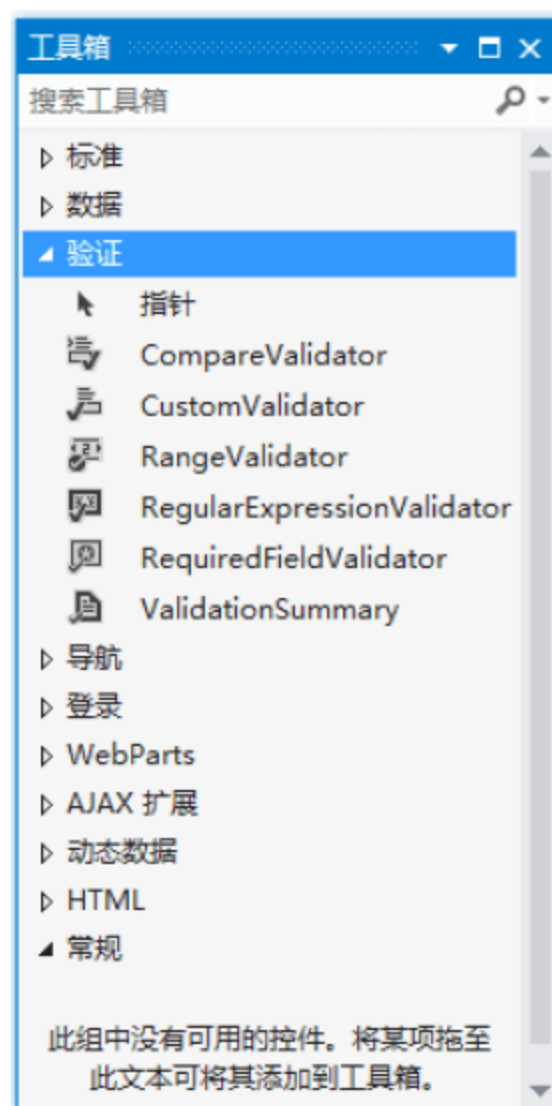 工具箱
搜索工具箱
标准
数据
验证
指针
CompareValidator
CustomValidator
RangeValidator
RegularExpressionValidator
RequiredFieldValidator
ValidationSummary
导航
登录
WebParts
AJAX 扩展
动态数据
HTML
常规
此组中没有可用的控件。将某项拖至
此文本可将其添加到工具箱。